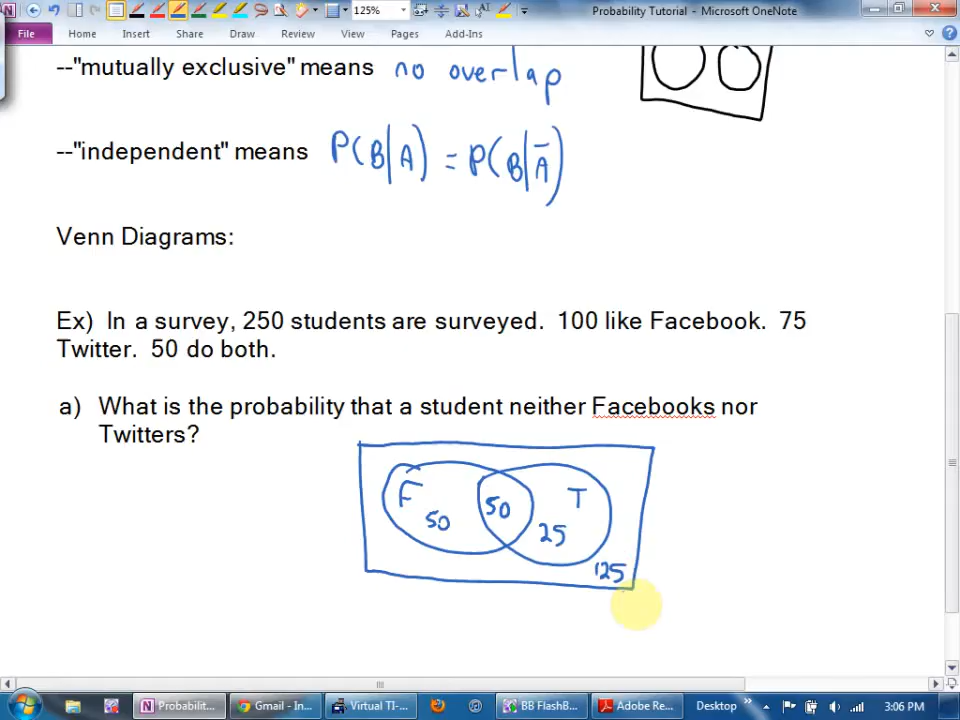 125%
Probability Tutorial - Microsoft OneNote
File Home Insert Share Draw Review View Pages Add-Ins
--"mutually exclusive" means no overlap
--"independent" means P(B|A) = P(B|Ā)
Venn Diagrams:
Ex) In a survey, 250 students are surveyed. 100 like Facebook. 75
Twitter. 50 do both.
a) What is the probability that a student neither Facebooks nor
Twitters?
F T
50 50 25
125
Probabilit... Gmail - In... Virtual TI-... BB FlashB... Adobe Re... Desktop 3:06 PM